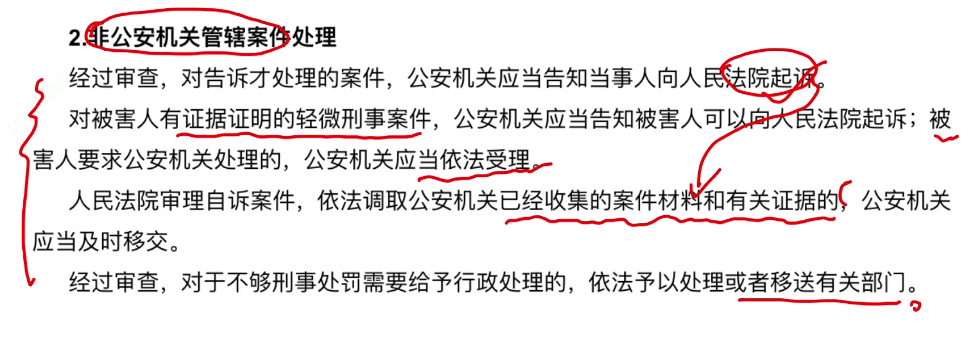 2.非公安机关管辖案件处理
经过审查，对告诉才处理的案件，公安机关应当告知当事人向人民法院起诉。
对被害人有证据证明的轻微刑事案件，公安机关应当告知被害人可以向人民法院起诉；被
害人要求公安机关处理的，公安机关应当依法受理。
人民法院审理自诉案件，依法调取公安机关已经收集的案件材料和有关证据的，公安机关
应当及时移交。
经过审查，对于不够刑事处罚需要给予行政处理的，依法予以处理或者移送有关部门。